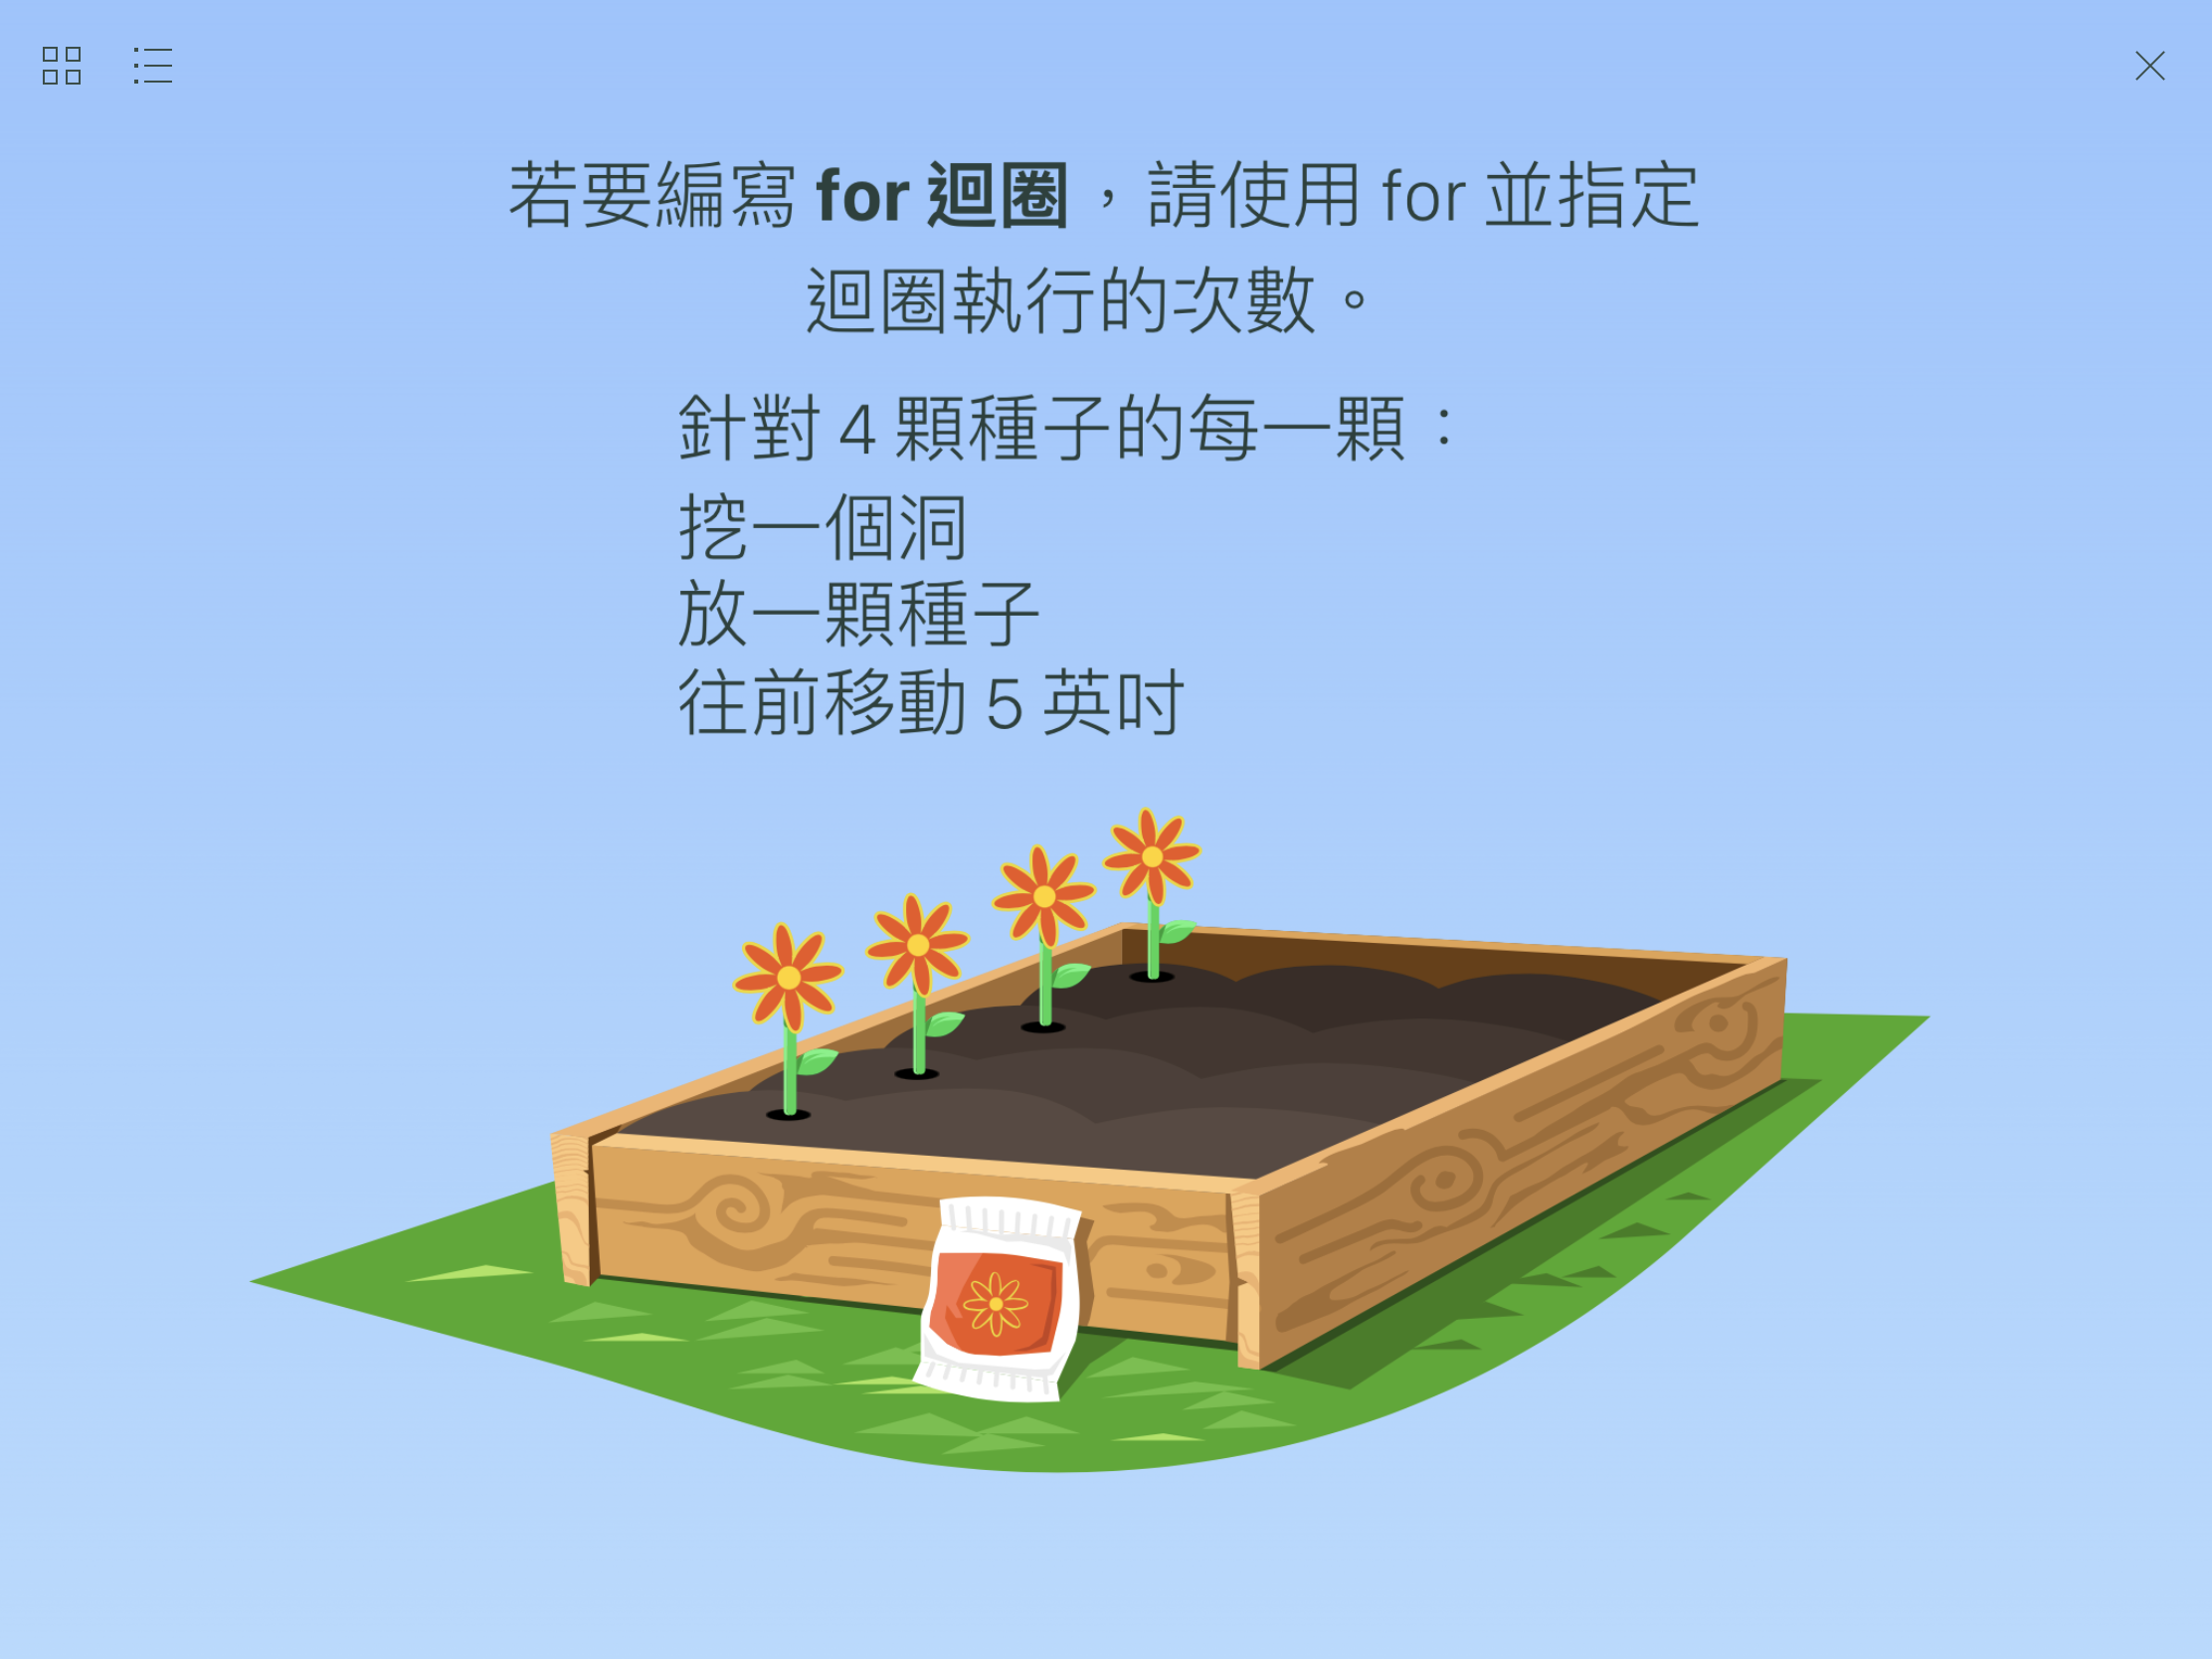 若要編寫 for 迴圈，請使用 for 並指定
迴圈執行的次數。
針對 4 顆種子的每一顆：
挖一個洞
放一顆種子
往前移動 5 英吋